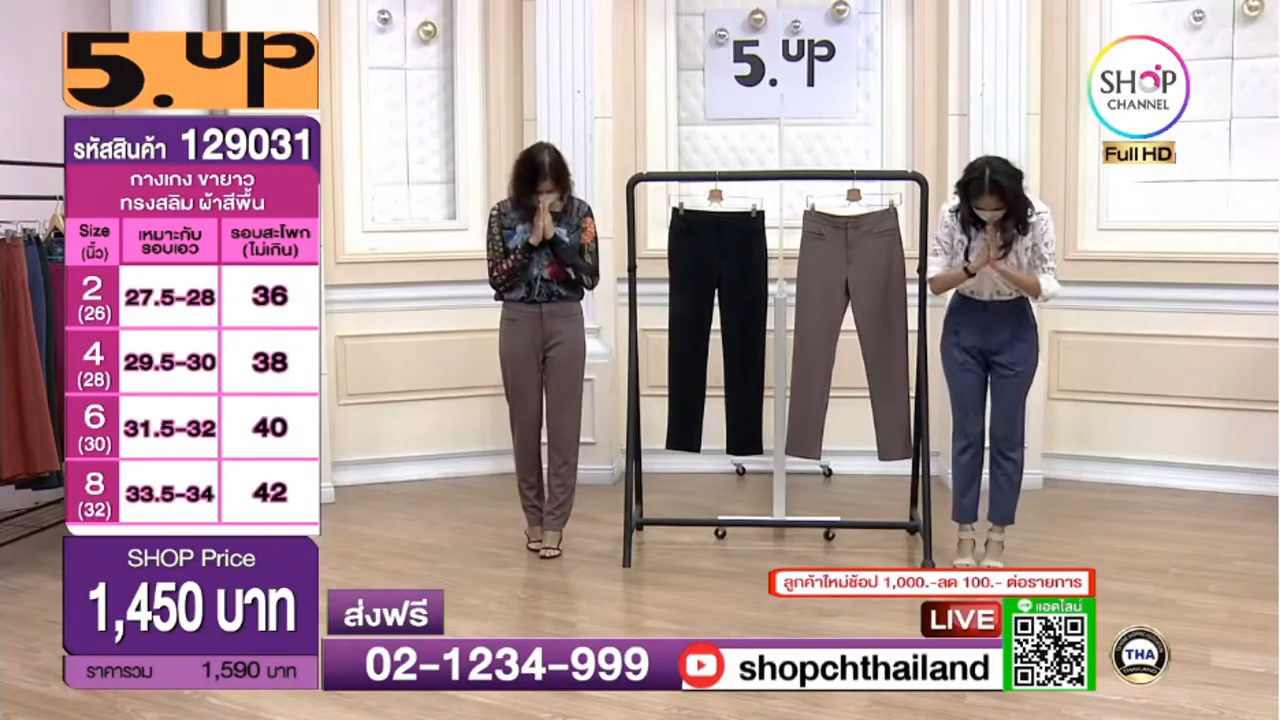 5.up
รหัสสินค้า 129031
กางเกง ขายาว
ทรงสลิม ผ้าสีพื้น
Size (นิ้ว) เหมาะกับรอบเอว รอบสะโพก (ไม่เกิน)
2 (26) 27.5-28 36
4 (28) 29.5-30 38
6 (30) 31.5-32 40
8 (32) 33.5-34 42
SHOP Price
1,450 บาท
ราคารวม 1,590 บาท
5.up
SHOP
CHANNEL
Full HD
ลูกค้าใหม่ช้อป 1,000.-ลด 100.- ต่อรายการ
ส่งฟรี
LIVE
แอดไลน์
02-1234-999
shopchthailand
THA